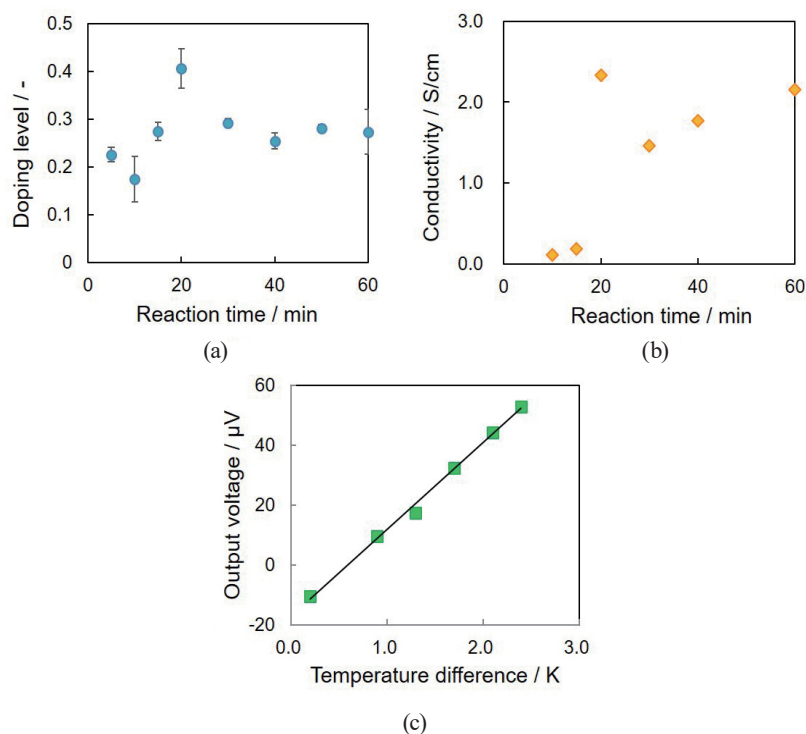 0.5
0.4
0.3
0.2
0.1
0
0 20 40 60
Doping level / -
Reaction time / min
(a)
3.0
2.0
1.0
0.0
0 20 40 60
Conductivity / S/cm
Reaction time / min
(b)
60
40
20
0
-20
0.0 1.0 2.0 3.0
Output voltage / μV
Temperature difference / K
(c)